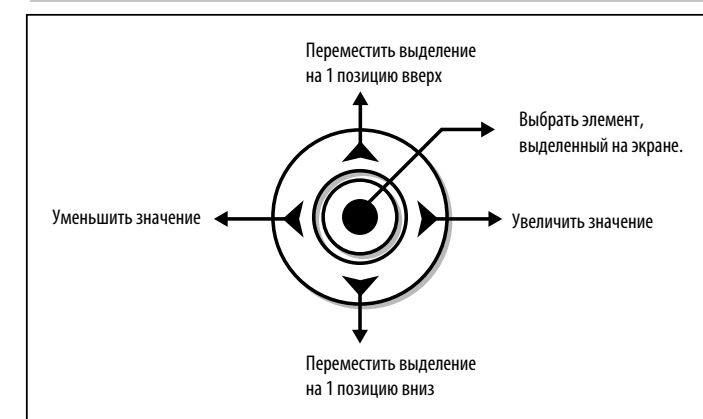 Переместить выделение
на 1 позицию вверх
Выбрать элемент,
выделенный на экране.
Уменьшить значение
Увеличить значение
Переместить выделение
на 1 позицию вниз